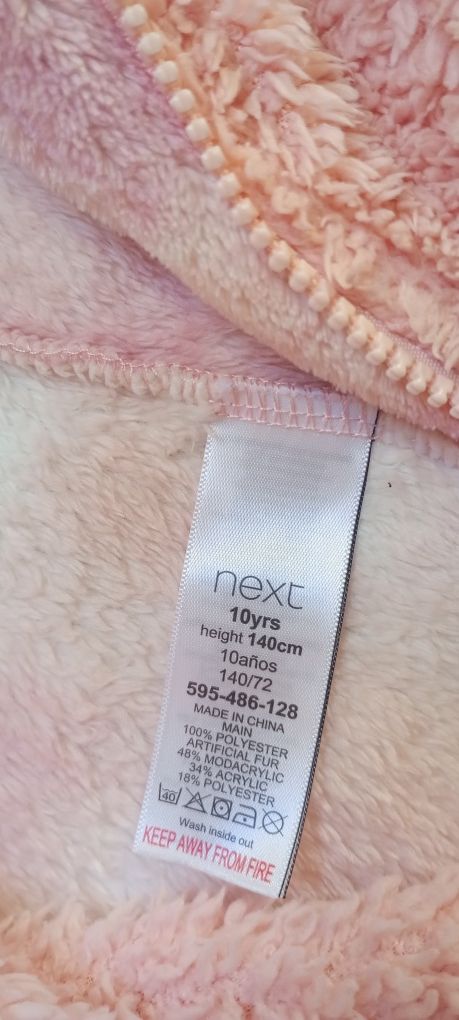 next
10yrs
height 140cm
10años
140/72
595-486-128
MADE IN CHINA
MAIN
100% POLYESTER
ARTIFICIAL FUR
48% MODACRYLIC
34% ACRYLIC
18% POLYESTER
40
Wash inside out
KEEP AWAY FROM FIRE